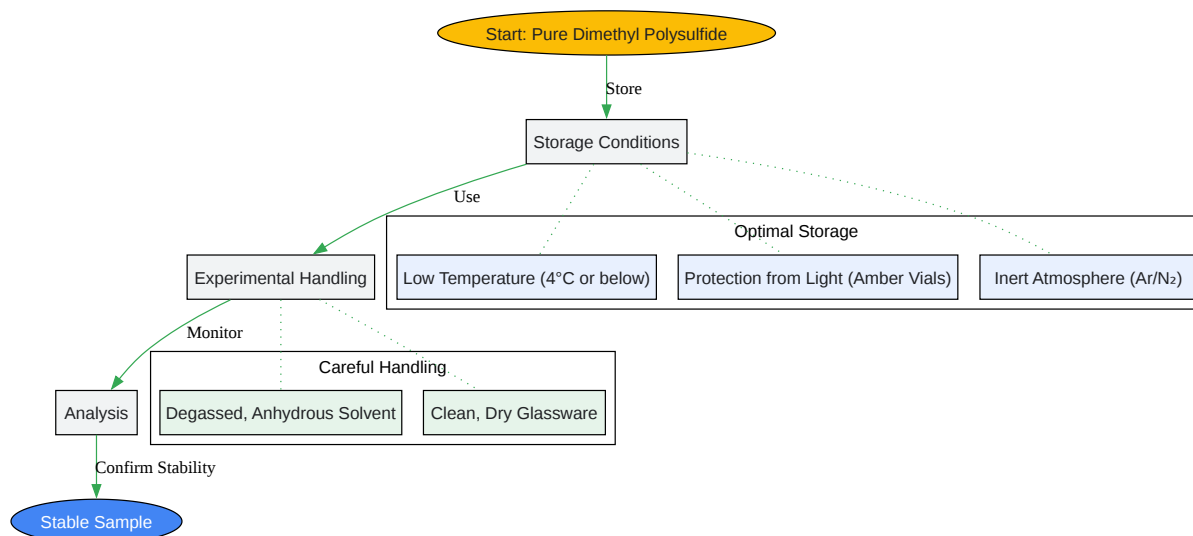 Start: Pure Dimethyl Polysulfide
Store
Storage Conditions
Use
Optimal Storage
Experimental Handling
Low Temperature (4°C or below)
Protection from Light (Amber Vials)
Inert Atmosphere (Ar/N₂)
Monitor
Careful Handling
Analysis
Degassed, Anhydrous Solvent
Clean, Dry Glassware
Confirm Stability
Stable Sample